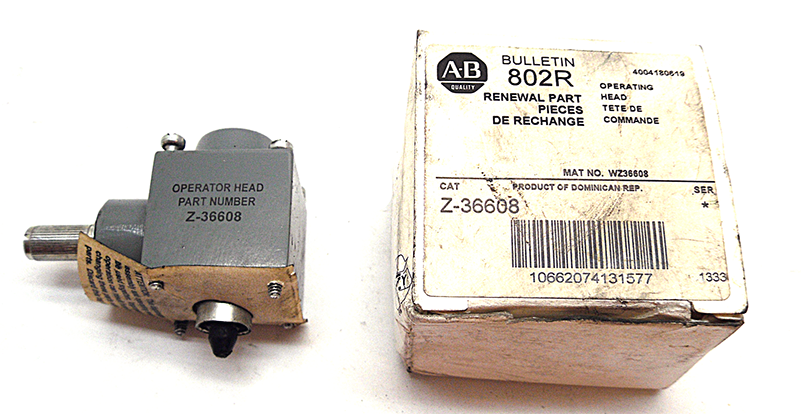 OPERATOR HEAD
PART NUMBER
Z-36608
A-B
QUALITY
BULLETIN
802R
4004180619
RENEWAL PART
PIECES
DE RECHANGE
OPERATING
HEAD
TETE DE
COMMANDE
MAT NO. WZ36608
CAT
PRODUCT OF DOMINICAN REP.
SER
Z-36608
*
10662074131577
1333